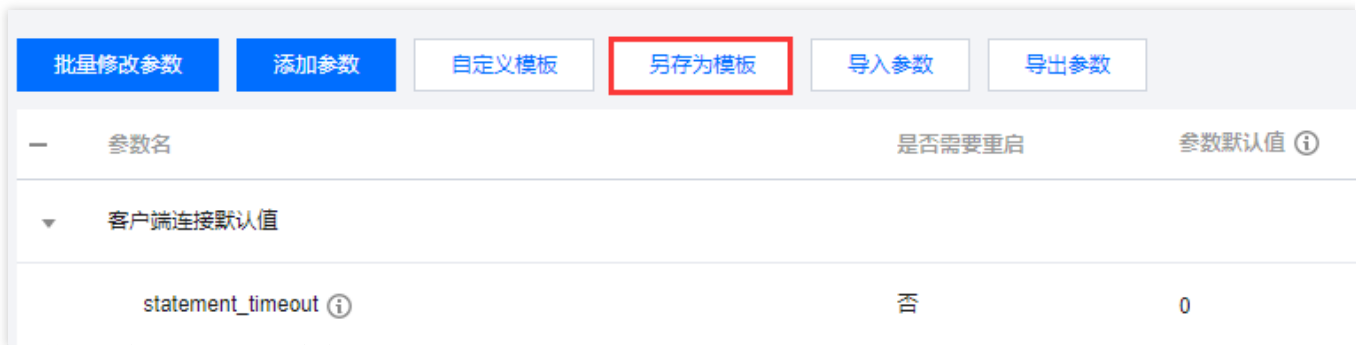 批量修改参数 添加参数 自定义模板 另存为模板 导入参数 导出参数
参数名 是否需要重启 参数默认值
客户端连接默认值
statement_timeout 否 0